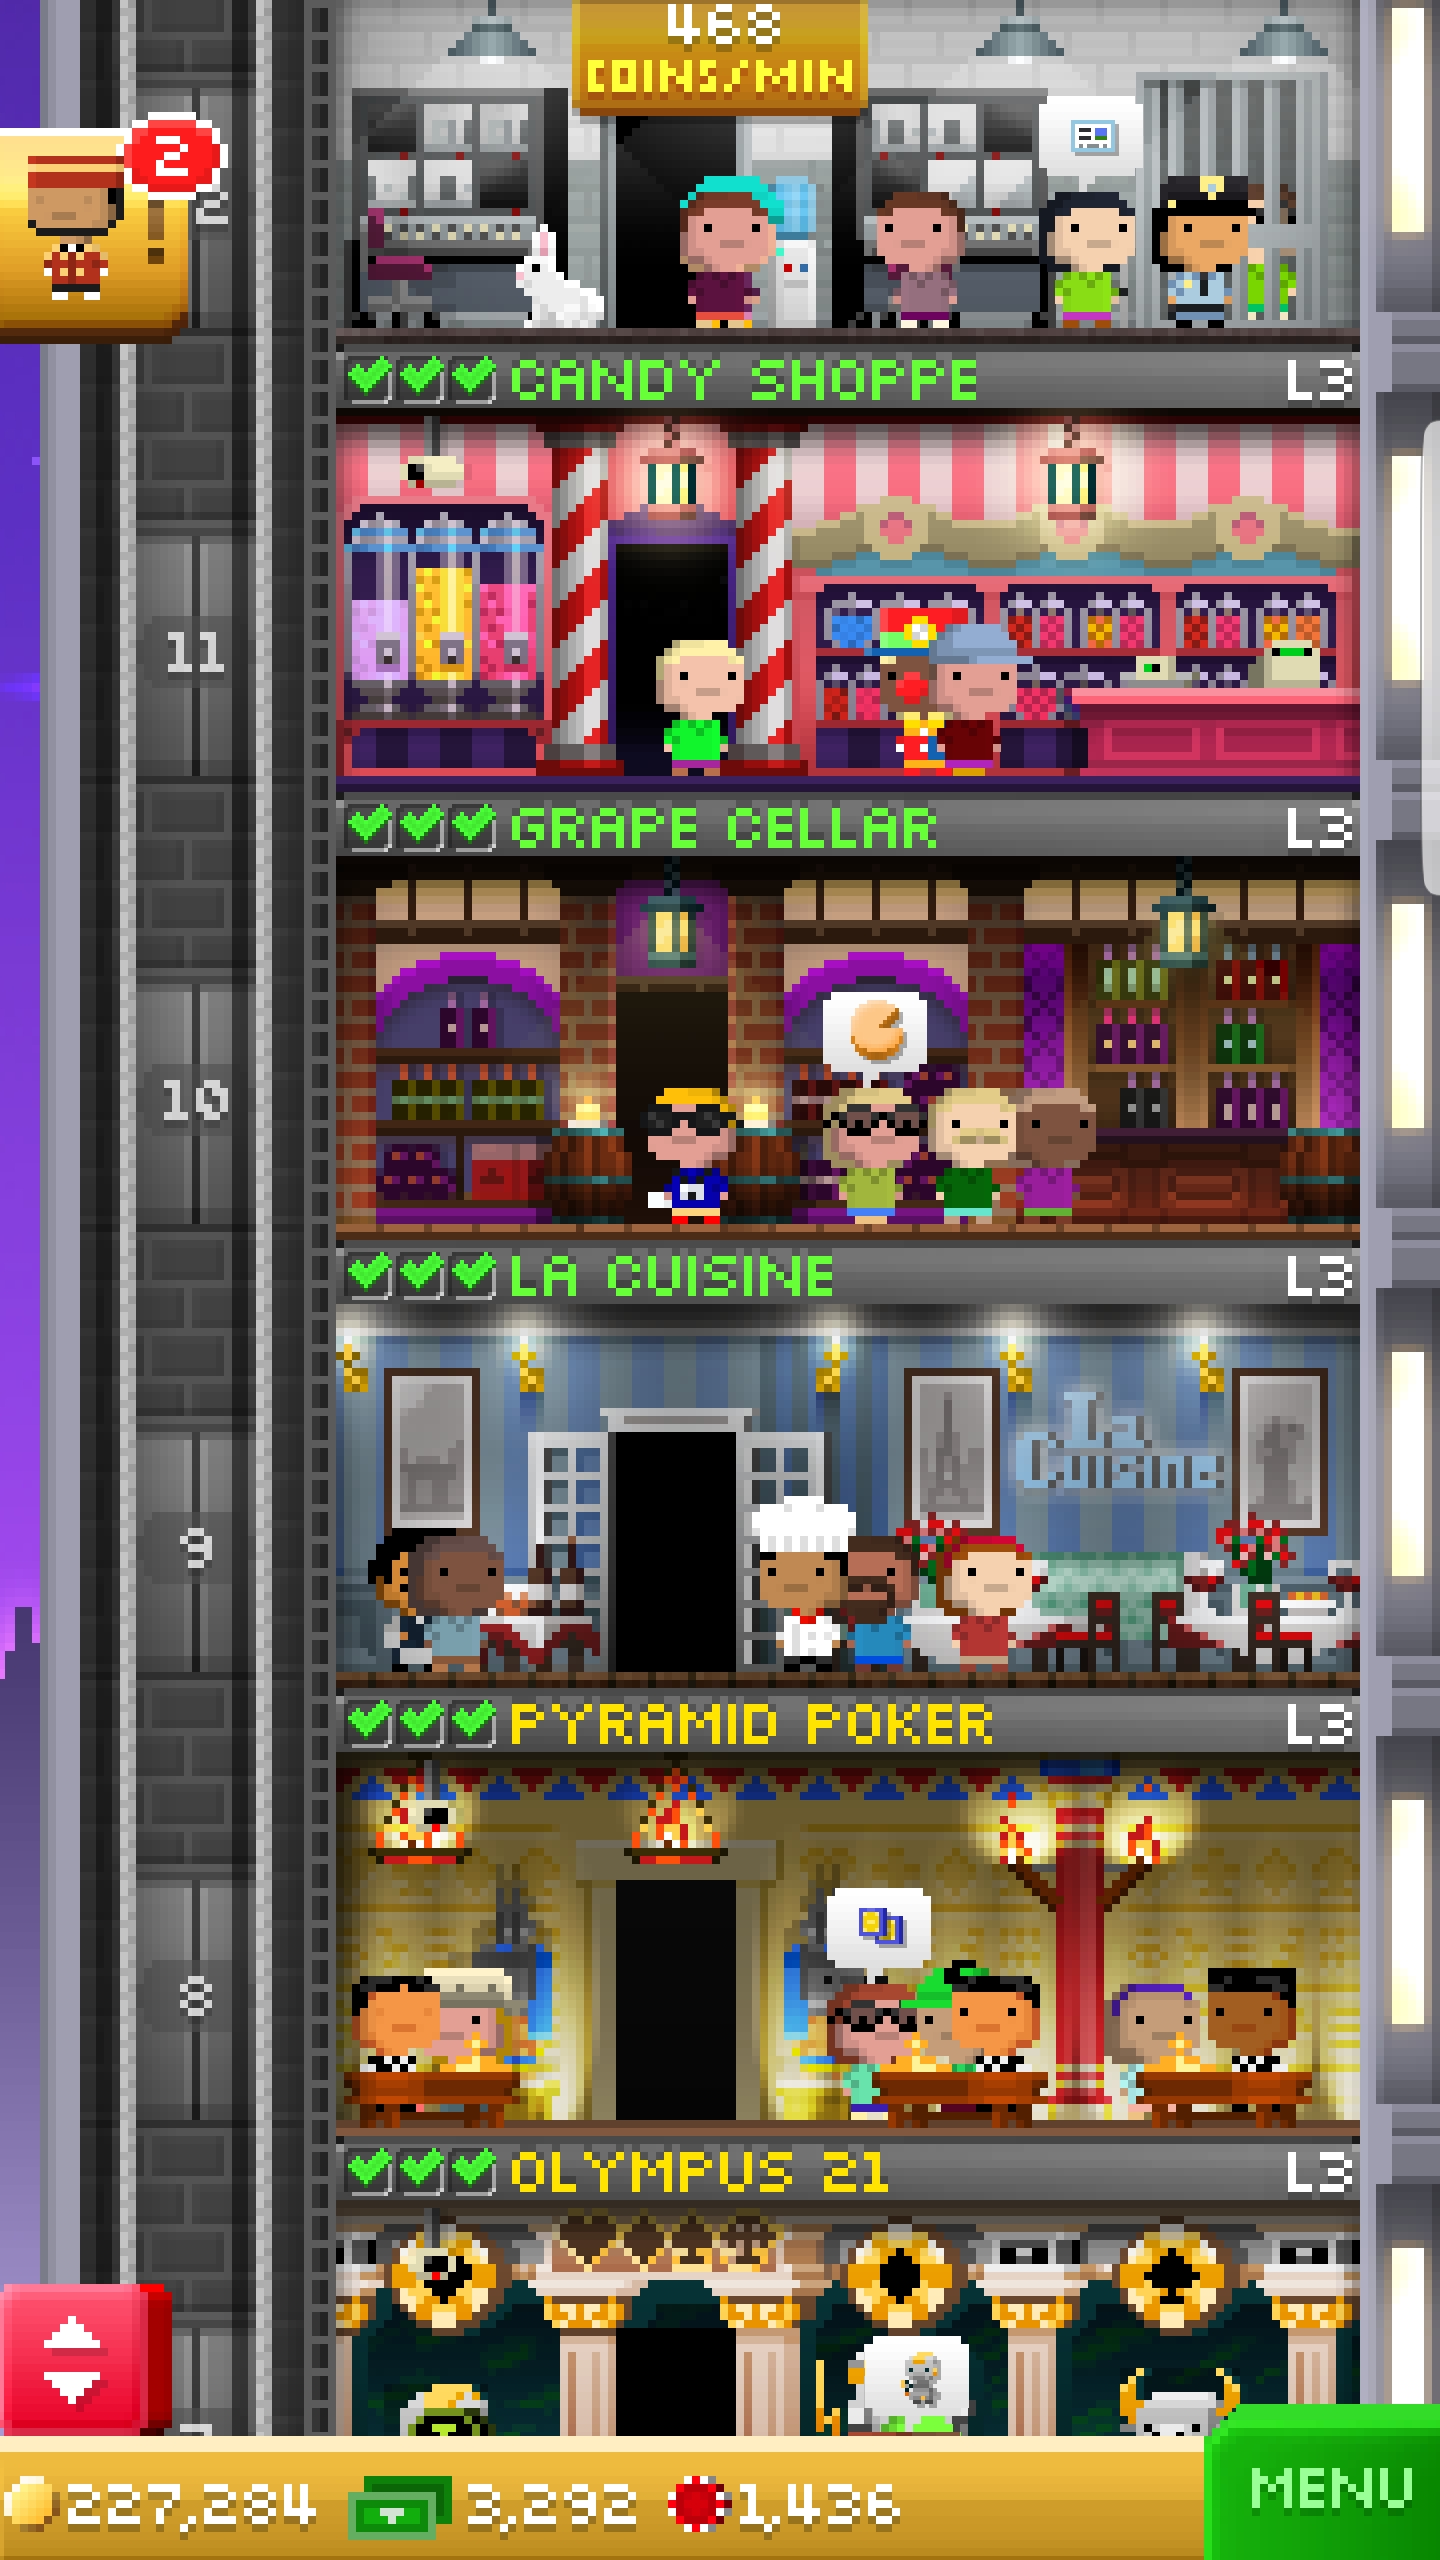 468
COINS/MIN
2
2
CANDY SHOPPE L3
11
GRAPE CELLAR L3
10
LA CUISINE L3
La
Cuisine
9
PYRAMID POKER L3
8
OLYMPUS 21 L3
227,284 3,292 1,436
MENU